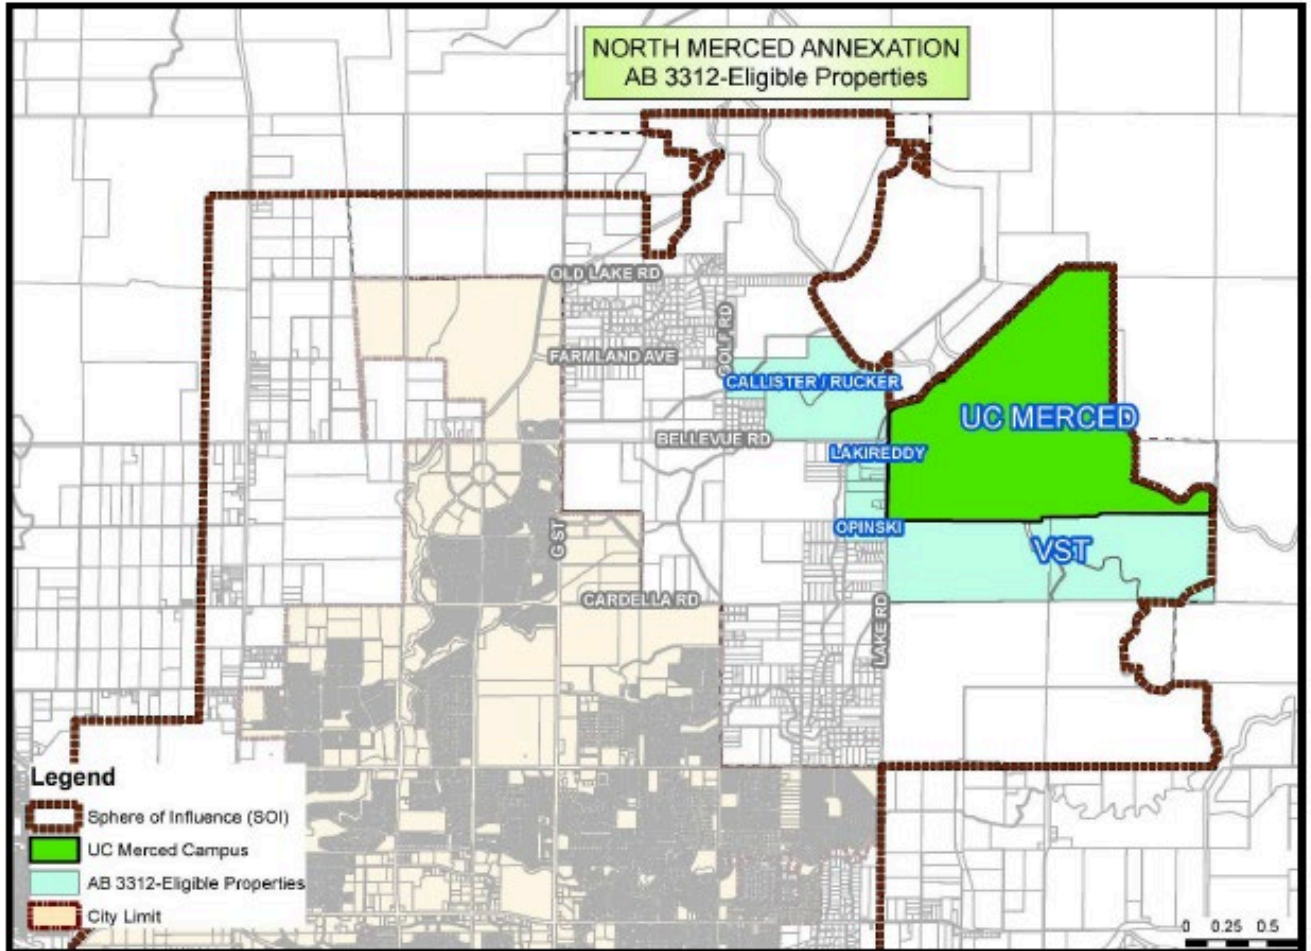 NORTH MERCED ANNEXATION
AB 3312-Eligible Properties
OLD LAKE RD
GOLF RD
FARMLAND AVE
CALLISTER / RUCKER
UC MERCED
BELLEVUE RD
LAKIREDDY
G ST
OPINSKI
VST
CARDELLA RD
LAKE RD
Legend
Sphere of Influence (SOI)
UC Merced Campus
AB 3312-Eligible Properties
City Limit
0 0.25 0.5